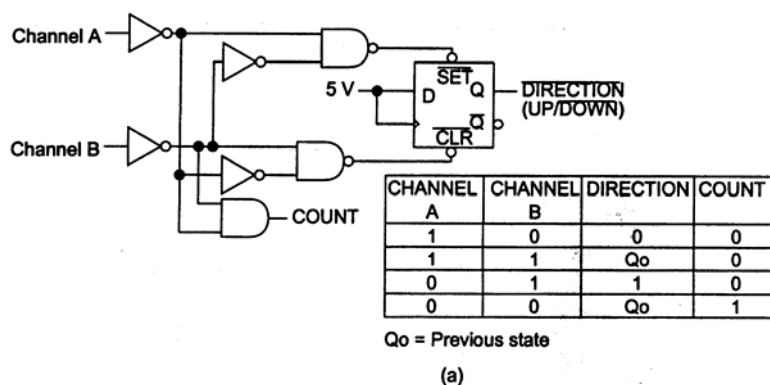 Channel A
5 V
SET
D
Q
Q
CLR
DIRECTION
(UP/DOWN)
Channel B
COUNT
CHANNEL A CHANNEL B DIRECTION COUNT
1 0 0 0
1 1 Qo 0
0 1 1 0
0 0 Qo 1
Qo = Previous state
(a)